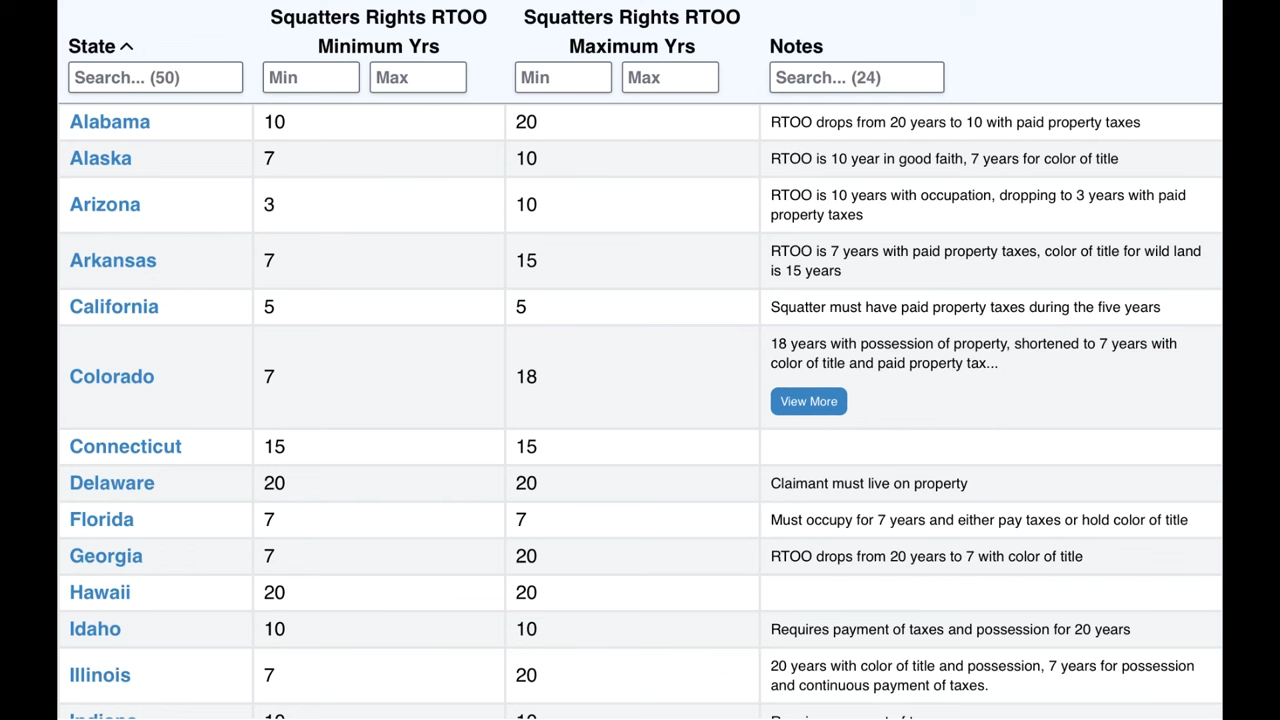 Squatters Rights RTOO Squatters Rights RTOO
State Minimum Yrs Maximum Yrs Notes
Search... (50) Min Max Min Max Search... (24)
Alabama 10 20 RTOO drops from 20 years to 10 with paid property taxes
Alaska 7 10 RTOO is 10 year in good faith, 7 years for color of title
Arizona 3 10 RTOO is 10 years with occupation, dropping to 3 years with paid
property taxes
Arkansas 7 15 RTOO is 7 years with paid property taxes, color of title for wild land
is 15 years
California 5 5 Squatter must have paid property taxes during the five years
Colorado 7 18 18 years with possession of property, shortened to 7 years with
color of title and paid property tax...
View More
Connecticut 15 15
Delaware 20 20 Claimant must live on property
Florida 7 7 Must occupy for 7 years and either pay taxes or hold color of title
Georgia 7 20 RTOO drops from 20 years to 7 with color of title
Hawaii 20 20
Idaho 10 10 Requires payment of taxes and possession for 20 years
Illinois 7 20 20 years with color of title and possession, 7 years for possession
and continuous payment of taxes.
Indiana 10 10